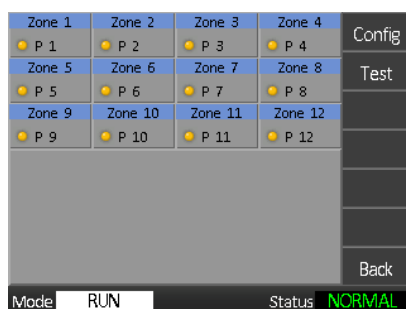 Zone 1 Zone 2 Zone 3 Zone 4 Config
P 1 P 2 P 3 P 4
Zone 5 Zone 6 Zone 7 Zone 8 Test
P 5 P 6 P 7 P 8
Zone 9 Zone 10 Zone 11 Zone 12
P 9 P 10 P 11 P 12
Back
Mode RUN Status NORMAL